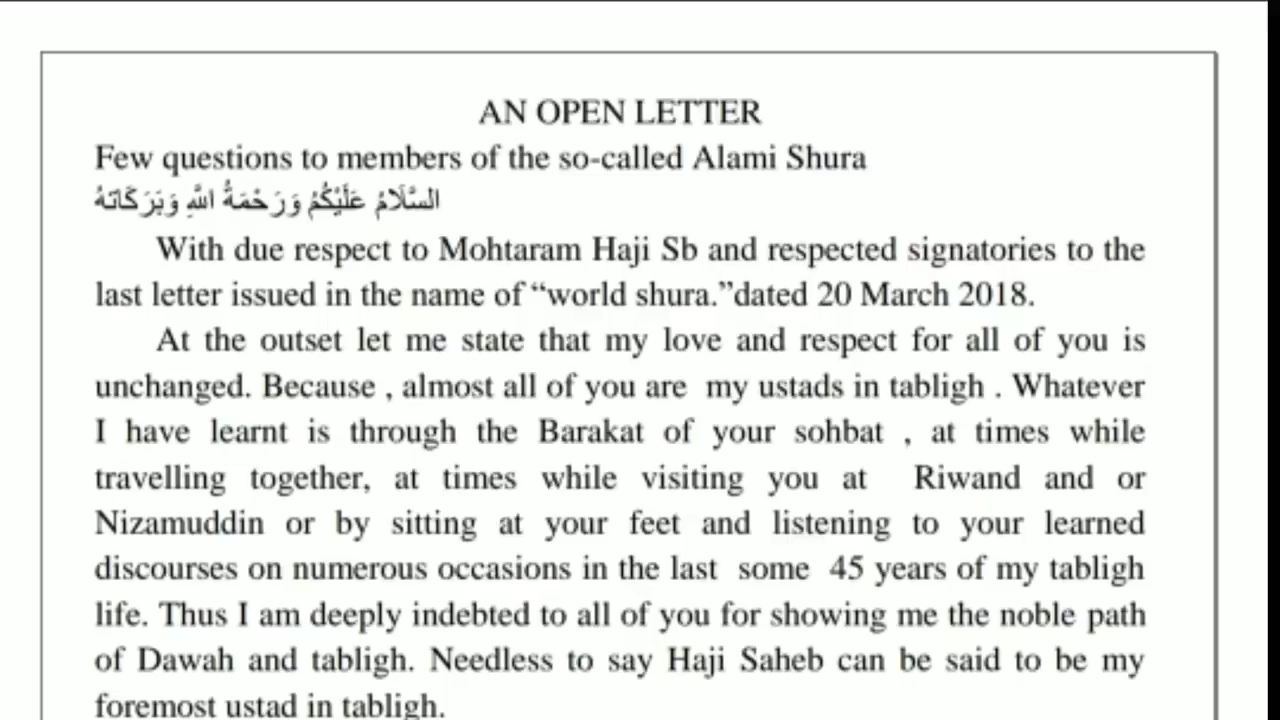 AN OPEN LETTER
Few questions to members of the so-called Alami Shura
السَّلَامُ عَلَيْكُمْ وَرَحْمَةُ اللَّهِ وَبَرَكَاتُهُ
With due respect to Mohtaram Haji Sb and respected signatories to the
last letter issued in the name of “world shura.”dated 20 March 2018.
At the outset let me state that my love and respect for all of you is
unchanged. Because , almost all of you are my ustads in tabligh . Whatever
I have learnt is through the Barakat of your sohbat , at times while
travelling together, at times while visiting you at Riwand and or
Nizamuddin or by sitting at your feet and listening to your learned
discourses on numerous occasions in the last some 45 years of my tabligh
life. Thus I am deeply indebted to all of you for showing me the noble path
of Dawah and tabligh. Needless to say Haji Saheb can be said to be my
foremost ustad in tabligh.